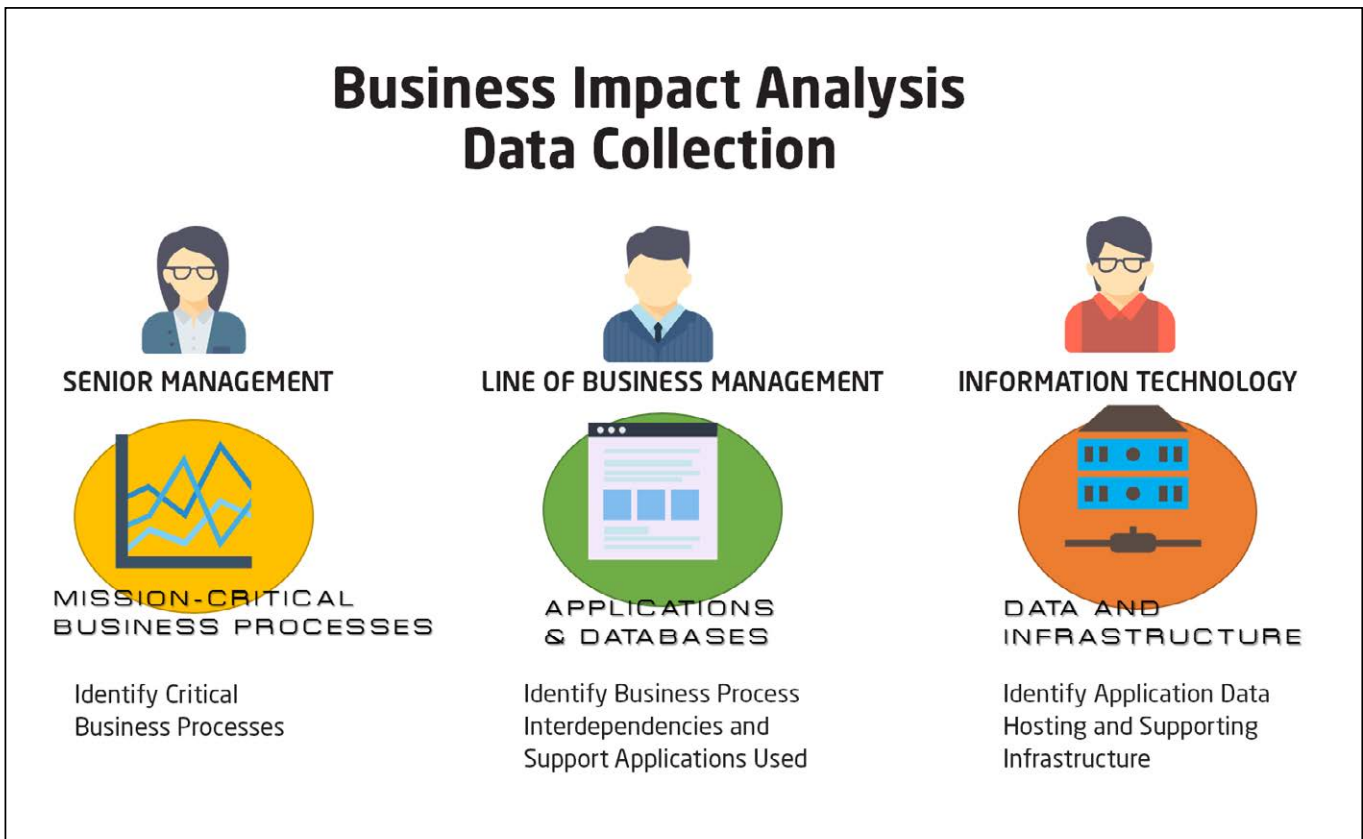 Business Impact Analysis
Data Collection
SENIOR MANAGEMENT
MISSION-CRITICAL
BUSINESS PROCESSES
Identify Critical
Business Processes
LINE OF BUSINESS MANAGEMENT
APPLICATIONS
& DATABASES
Identify Business Process
Interdependencies and
Support Applications Used
INFORMATION TECHNOLOGY
DATA AND
INFRASTRUCTURE
Identify Application Data
Hosting and Supporting
Infrastructure